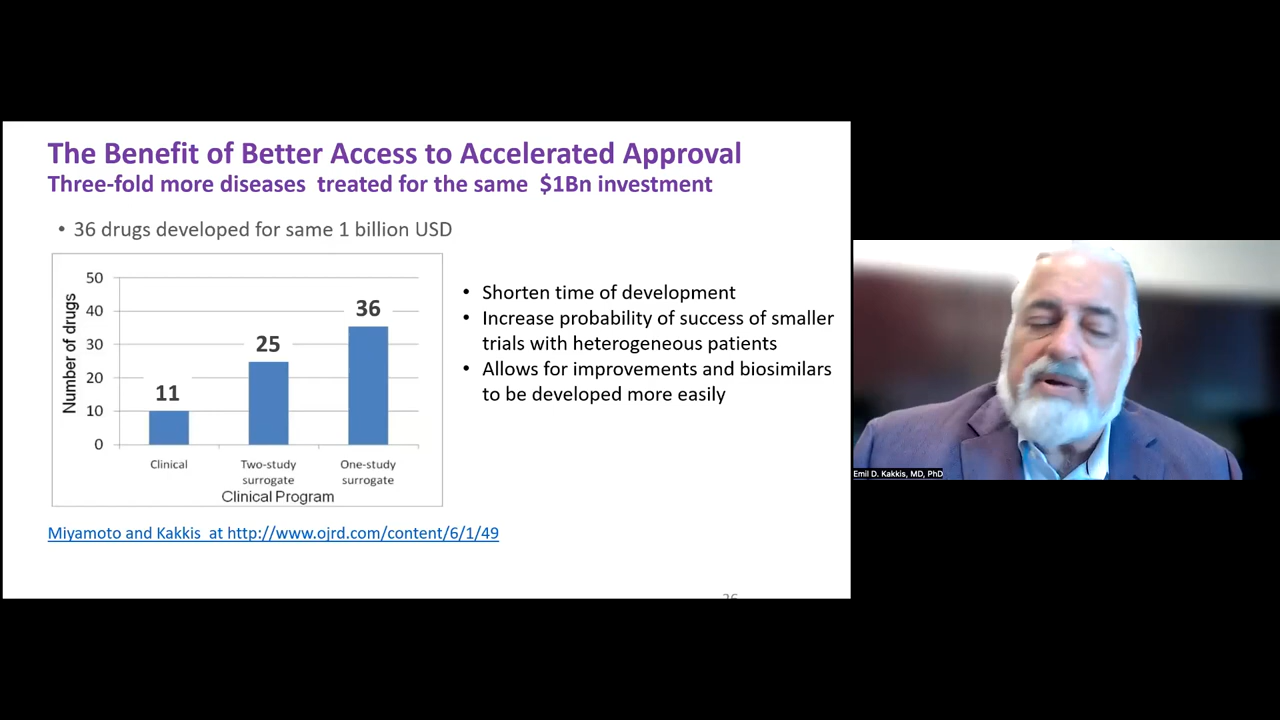 The Benefit of Better Access to Accelerated Approval
Three-fold more diseases treated for the same $1Bn investment
• 36 drugs developed for same 1 billion USD
Number of drugs
50
40
30
20
10
0
11
25
36
Clinical
Two-study
surrogate
One-study
surrogate
Clinical Program
• Shorten time of development
• Increase probability of success of smaller
trials with heterogeneous patients
• Allows for improvements and biosimilars
to be developed more easily
Miyamoto and Kakkis at http://www.ojrd.com/content/6/1/49
Emil D. Kakkis, MD, PhD